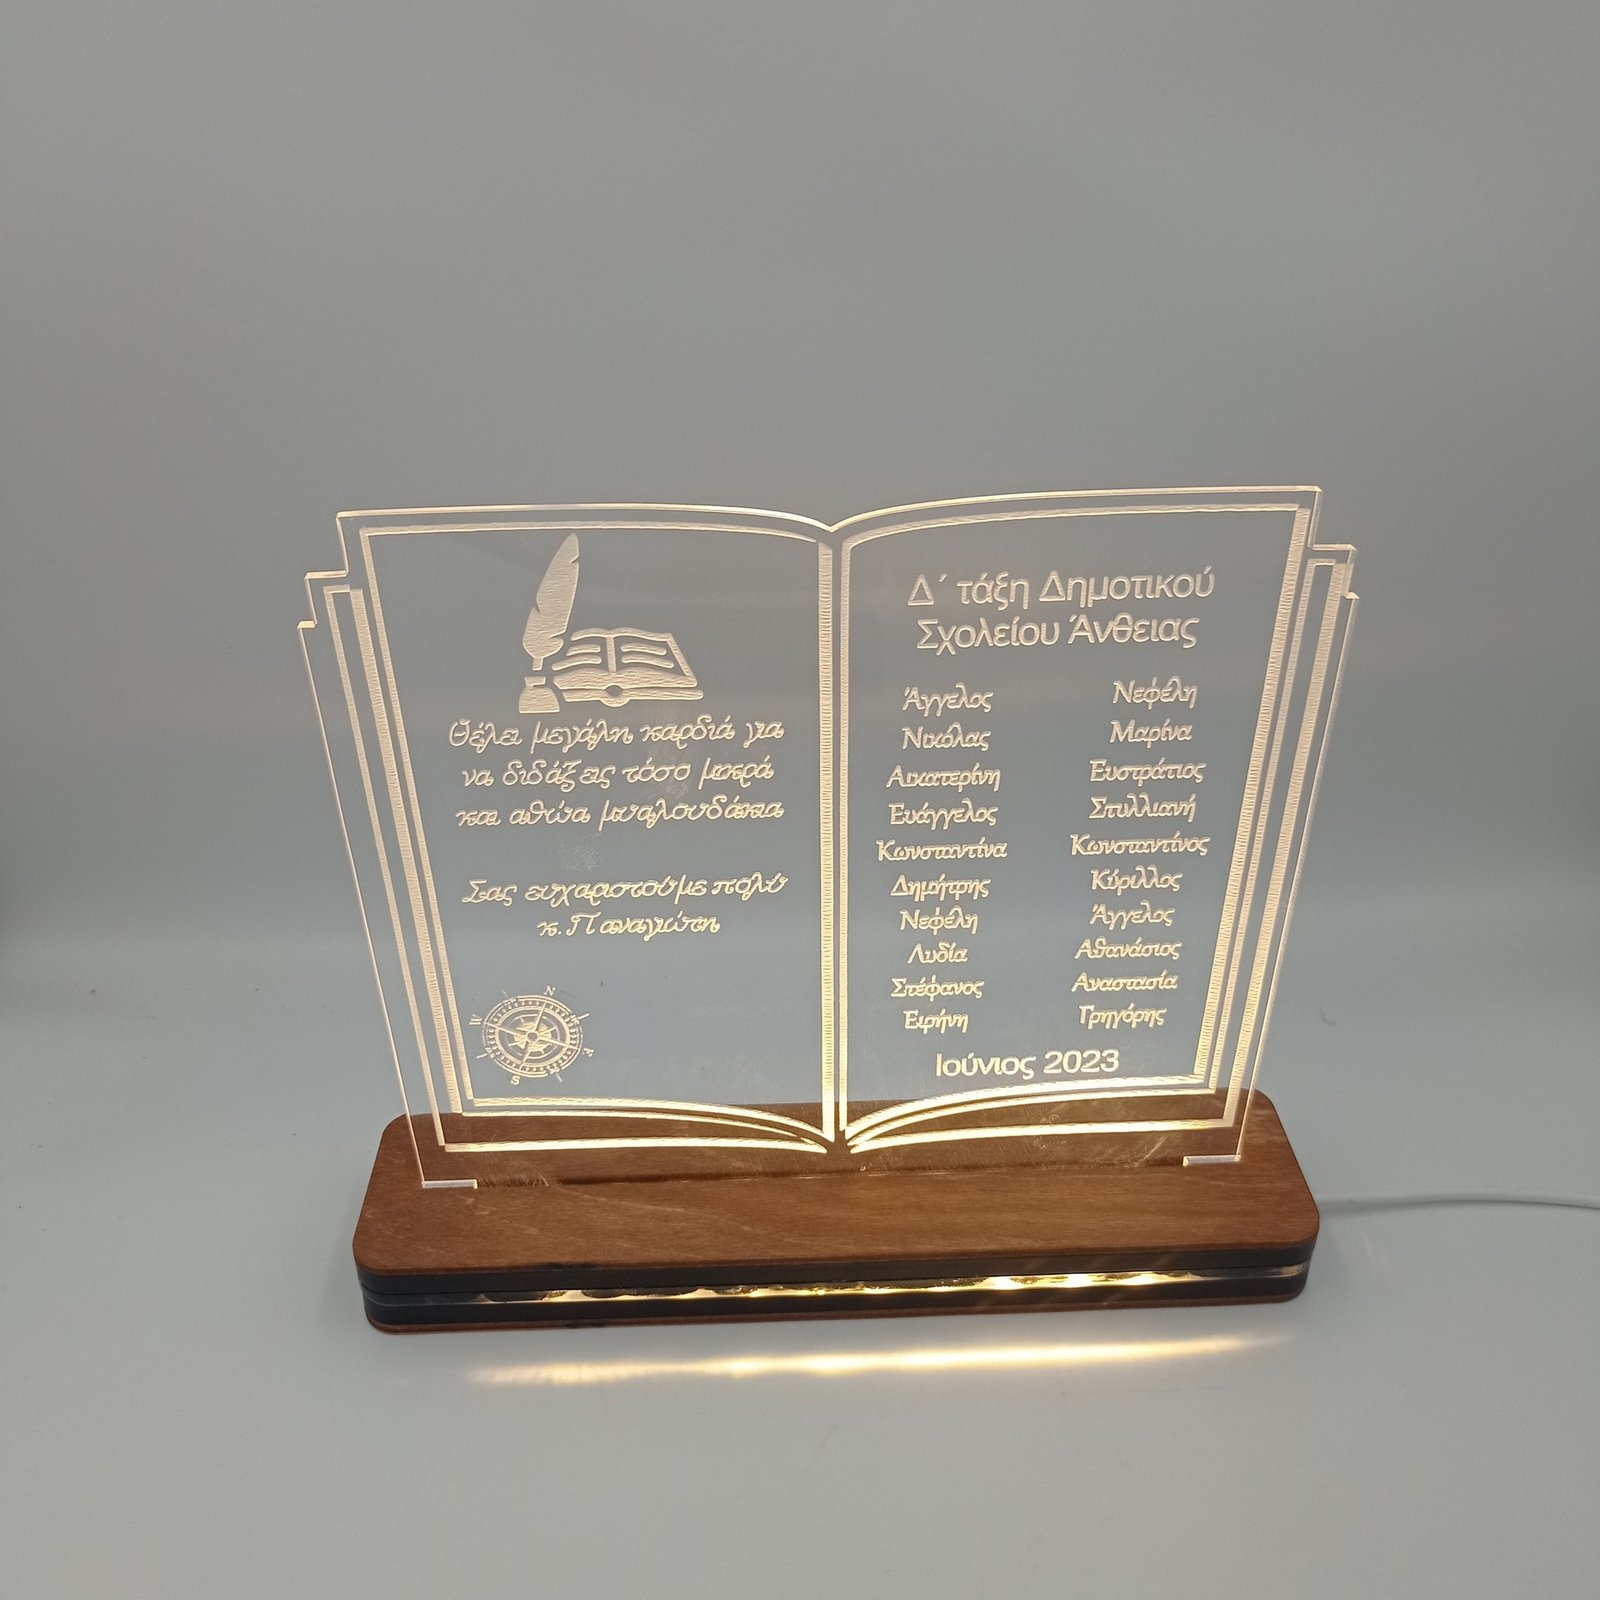 Θέλει μεγάλη καρδιά για
να διδάξεις τόσο μικρά
και αθώα μυαλουδάκια
Σας ευχαριστούμε πολύ
κ. Παναγιώτη
N
W
E
S
Δ΄ τάξη Δημοτικού
Σχολείου Άνθειας
Άγγελος
Νικόλας
Αικατερίνη
Ευάγγελος
Κωνσταντίνα
Δημήτρης
Νεφέλη
Λυδία
Στέφανος
Ειρήνη
Νεφέλη
Μαρίνα
Ευστράτιος
Στυλλιανή
Κωνσταντίνος
Κύριλλος
Άγγελος
Αθανάσιος
Αναστασία
Γρηγόρης
Ιούνιος 2023